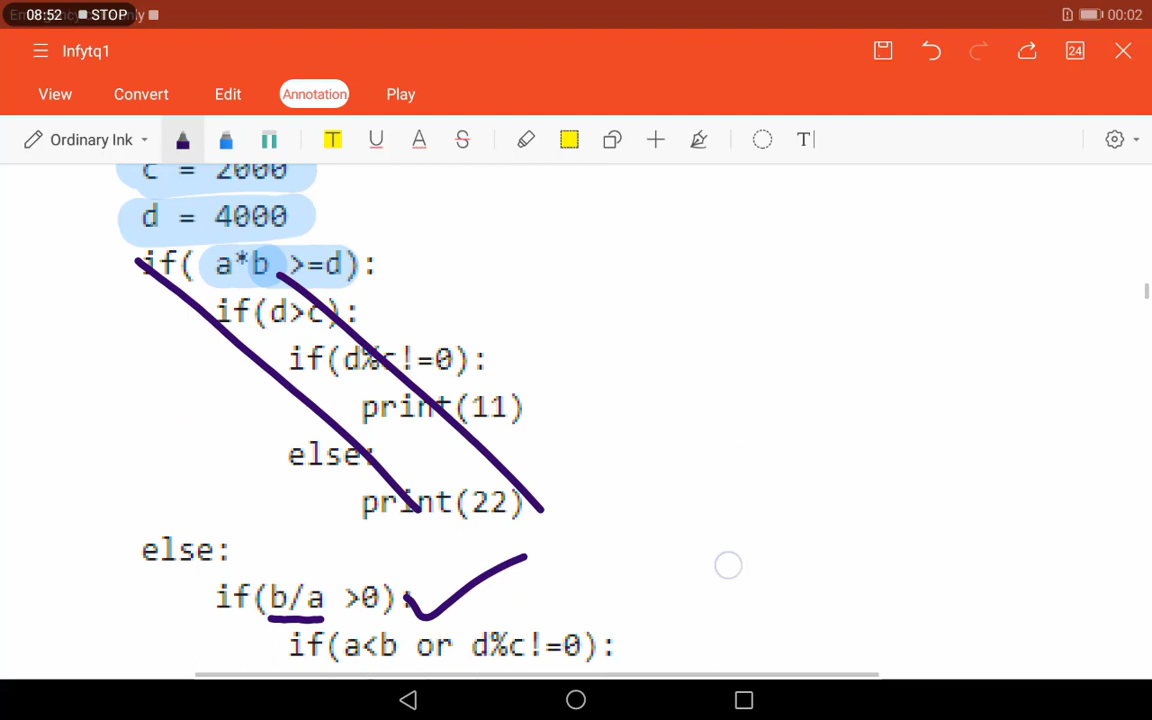 08:52 STOP
00:02
Infytq1
24
View Convert Edit Annotation Play
Ordinary Ink T U A S T
c = 2000
d = 4000
if( a*b >=d):
if(d>c):
if(d%c!=0):
print(11)
else:
print(22)
else:
if(b/a >0):
if(a<b or d%c!=0):